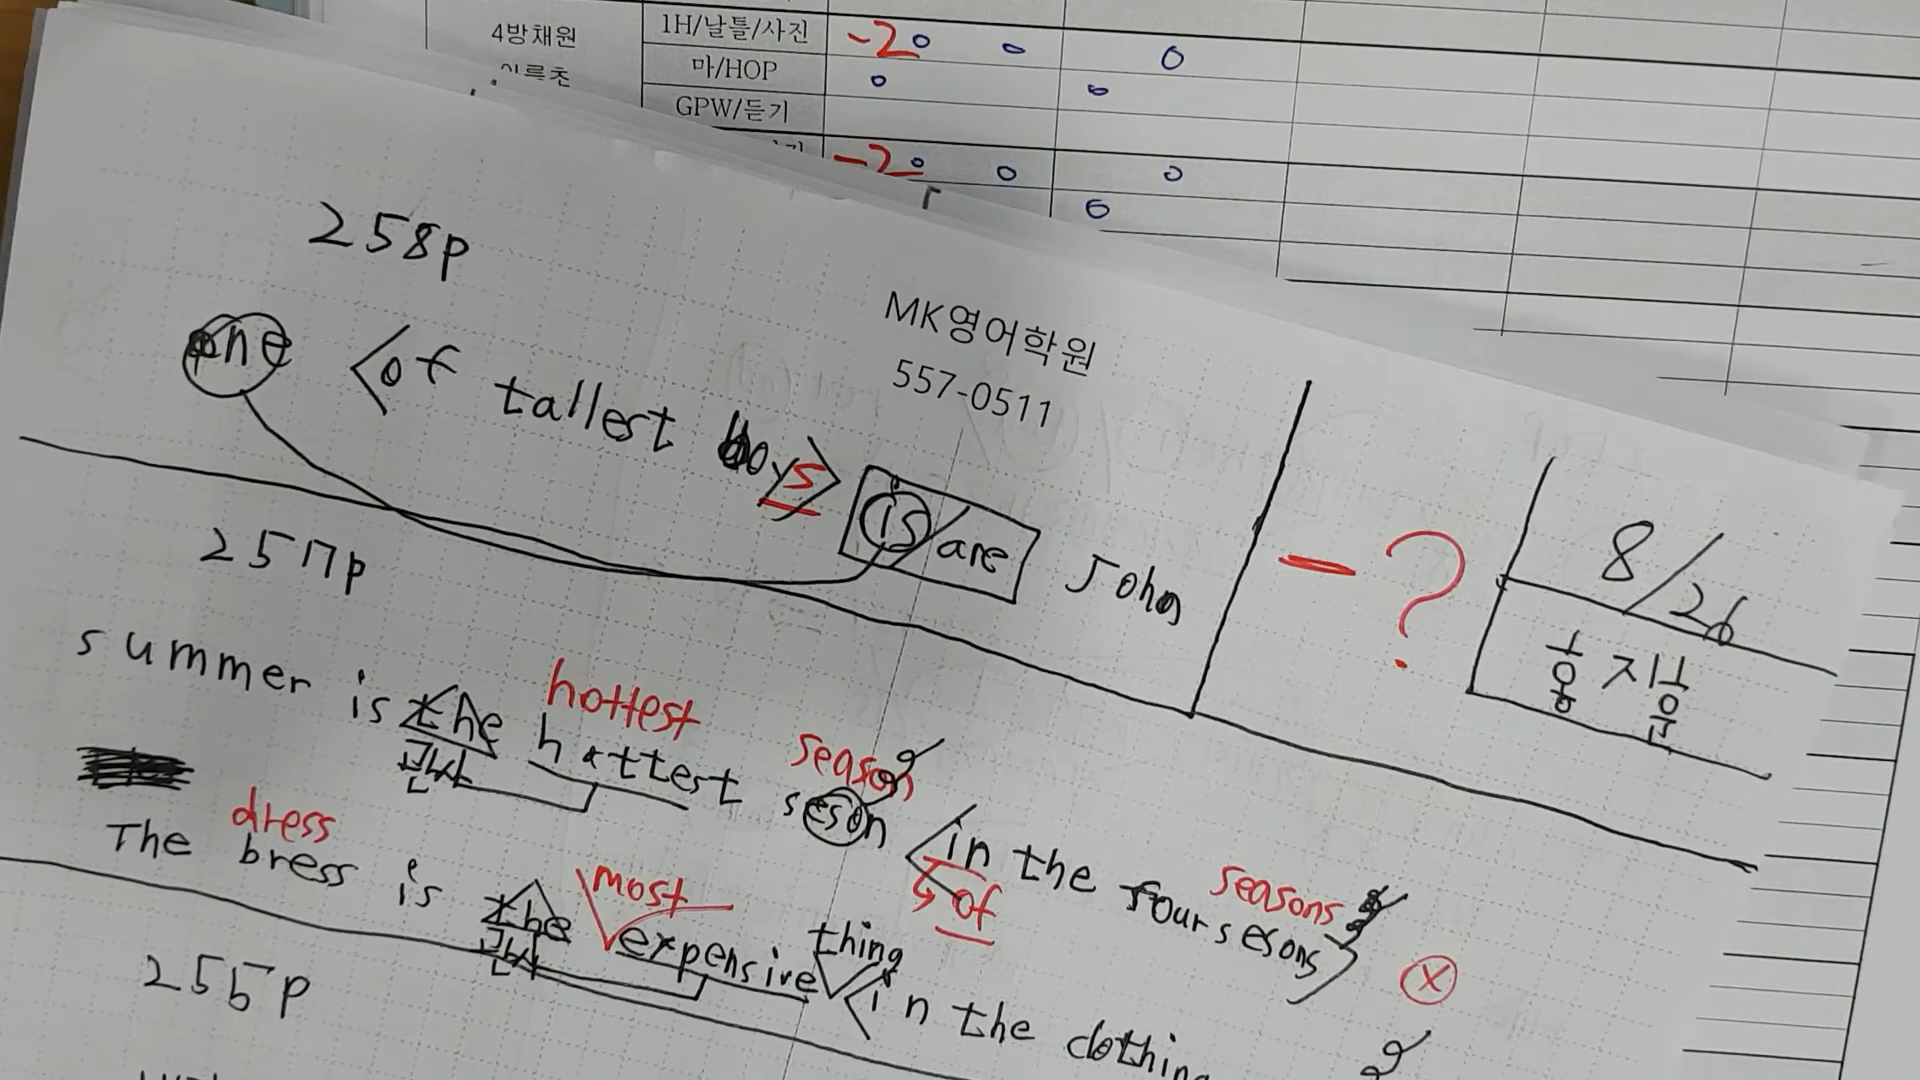 4방채원
1H/날틀/사진
-20 0 0
마/HOP
0 0
GPW/듣기
-20 0 0
0
258p
MK영어학원
557-0511
one <of tallest boys> is/are John
-?
8/26
홍지훈
257p
hottest season
summer is the hattest seson <in the four sesons>
관사
of
seasons
dress most thing
The bress is the expensive <in the clothing
관사
X
255p